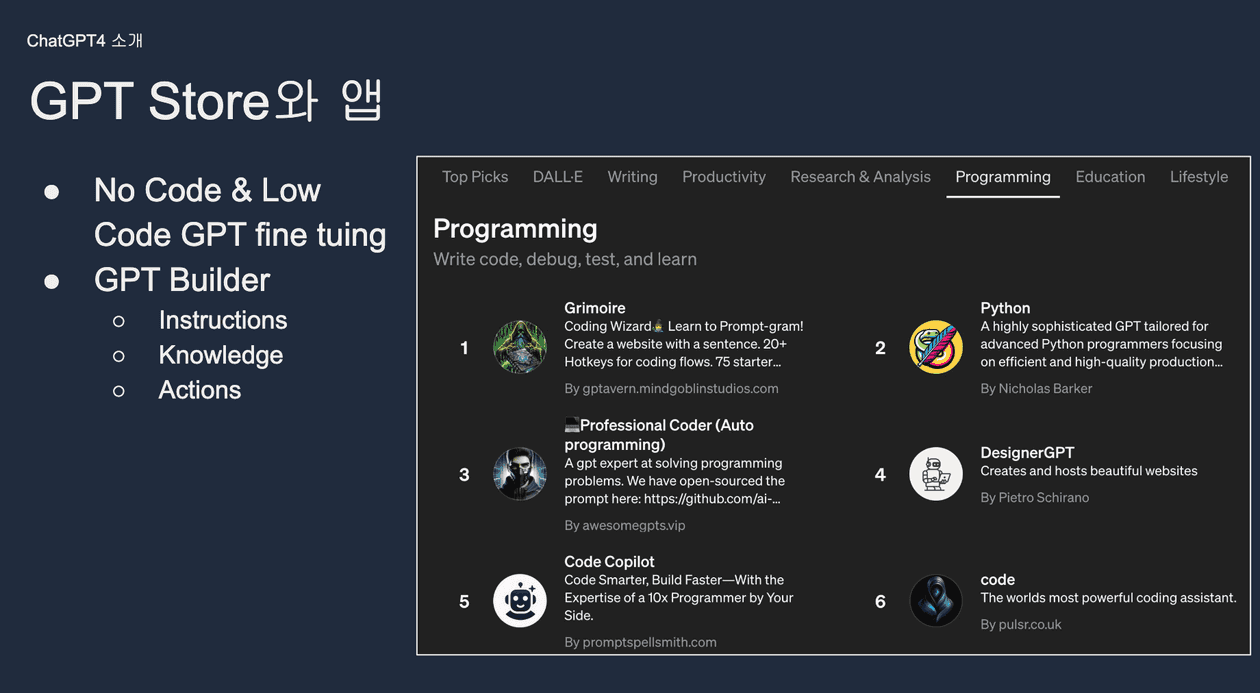 ChatGPT4 소개
GPT Store와 앱
● No Code & Low
Code GPT fine tuing
● GPT Builder
○ Instructions
○ Knowledge
○ Actions
Top Picks DALL·E Writing Productivity Research & Analysis Programming Education Lifestyle
Programming
Write code, debug, test, and learn
1
Grimoire
Coding Wizard🧙‍♂️ Learn to Prompt-gram!
Create a website with a sentence. 20+
Hotkeys for coding flows. 75 starter...
By gptavern.mindgoblinstudios.com
2
Python
A highly sophisticated GPT tailored for
advanced Python programmers focusing
on efficient and high-quality production...
By Nicholas Barker
3
💻Professional Coder (Auto
programming)
A gpt expert at solving programming
problems. We have open-sourced the
prompt here: https://github.com/ai-...
By awesomegpts.vip
4
DesignerGPT
Creates and hosts beautiful websites
By Pietro Schirano
5
Code Copilot
Code Smarter, Build Faster—With the
Expertise of a 10x Programmer by Your
Side.
By promptspellsmith.com
6
code
The worlds most powerful coding assistant.
By pulsr.co.uk